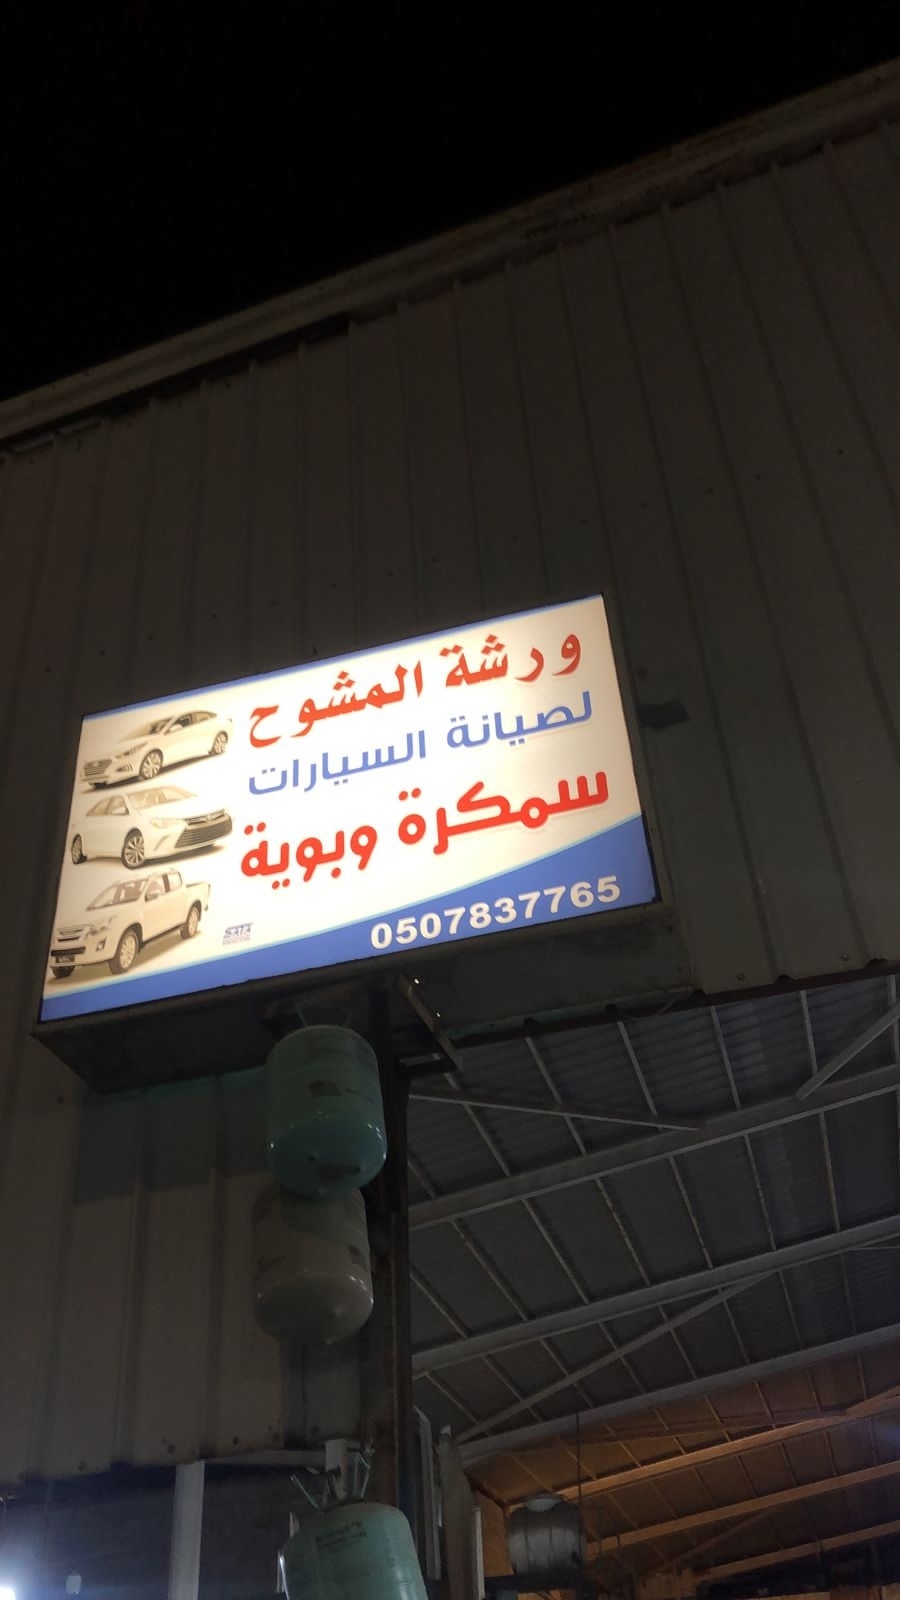 ورشة المشوح
لصيانة السيارات
سمكرة وبوية
0507837765